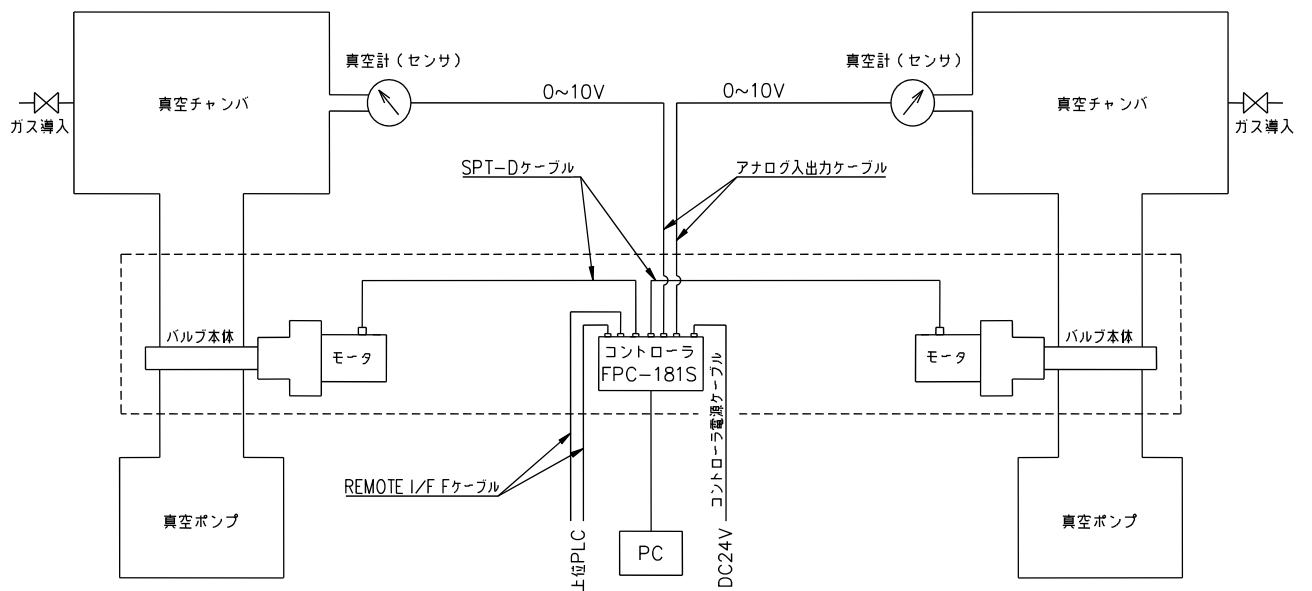 真空計(センサ)
真空計(センサ)
真空チャンバ
0~10V
0~10V
真空チャンバ
ガス導入
ガス導入
SPT-Dケーブル
アナログ入出力ケーブル
バルブ本体
バルブ本体
モータ
コントローラ
FPC-181S
モータ
コントローラ電源ケーブル
REMOTE I/F Fケーブル
真空ポンプ
真空ポンプ
上位PLC
PC
DC24V